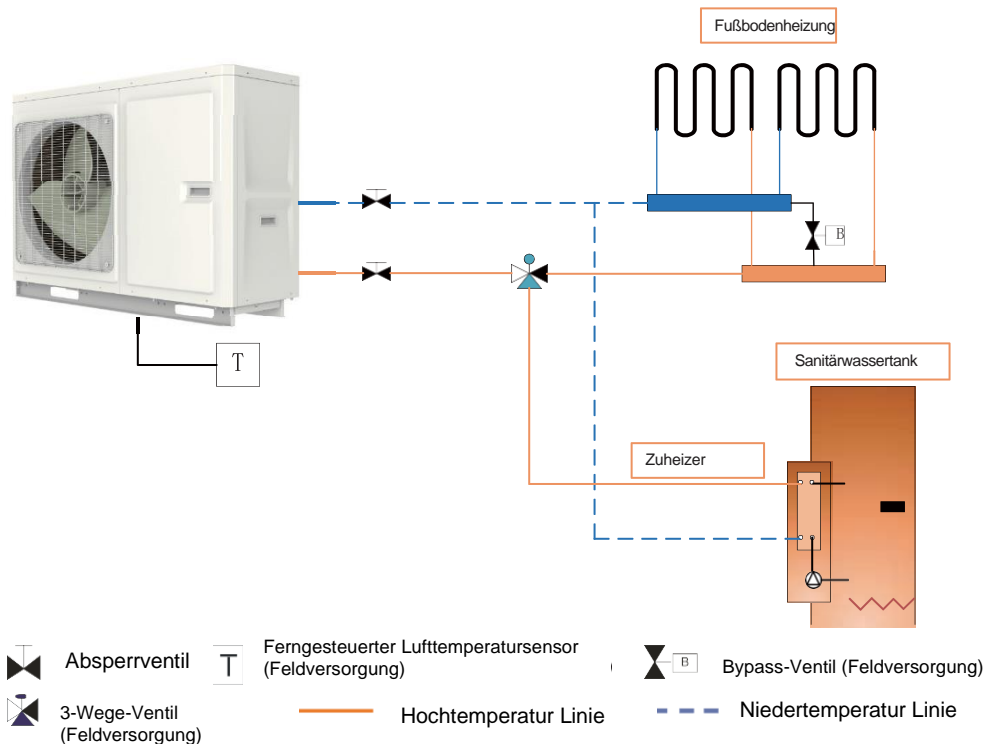 Fußbodenheizung
B
T
Sanitärwassertank
Zuheizer
Absperrventil
T
Ferngesteuerter Lufttemperatursensor
(Feldversorgung)
B
Bypass-Ventil (Feldversorgung)
3-Wege-Ventil
(Feldversorgung)
Hochtemperatur Linie
Niedertemperatur Linie